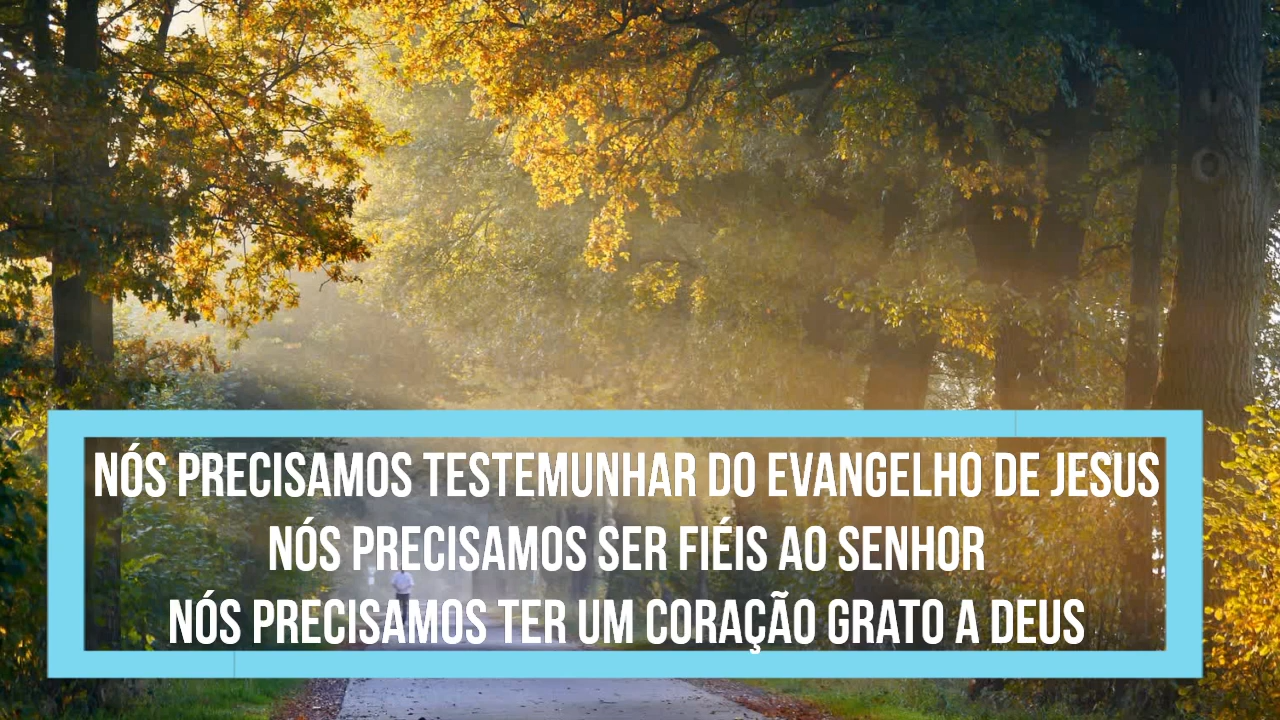 NÓS PRECISAMOS TESTEMUNHAR DO EVANGELHO DE JESUS
NÓS PRECISAMOS SER FIÉIS AO SENHOR
NÓS PRECISAMOS TER UM CORAÇÃO GRATO A DEUS